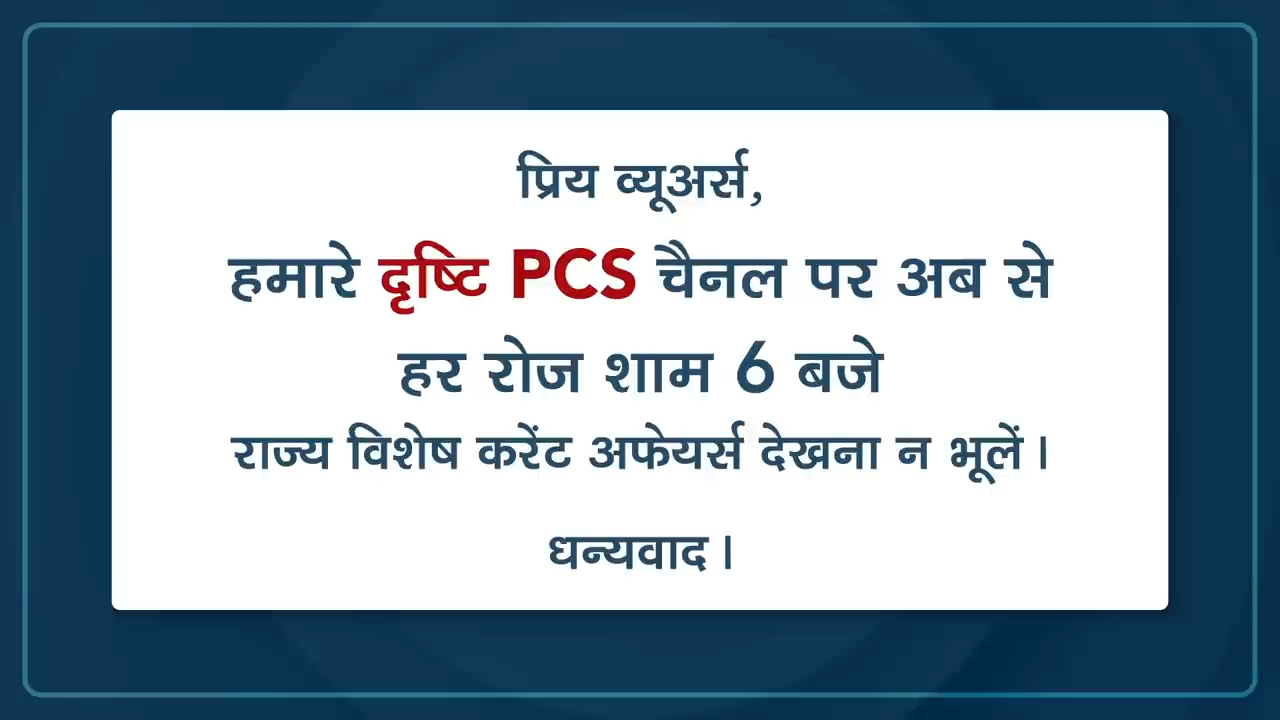 प्रिय व्यूअर्स,
हमारे दृष्टि PCS चैनल पर अब से
हर रोज शाम 6 बजे
राज्य विशेष करेंट अफेयर्स देखना न भूलें।
धन्यवाद।